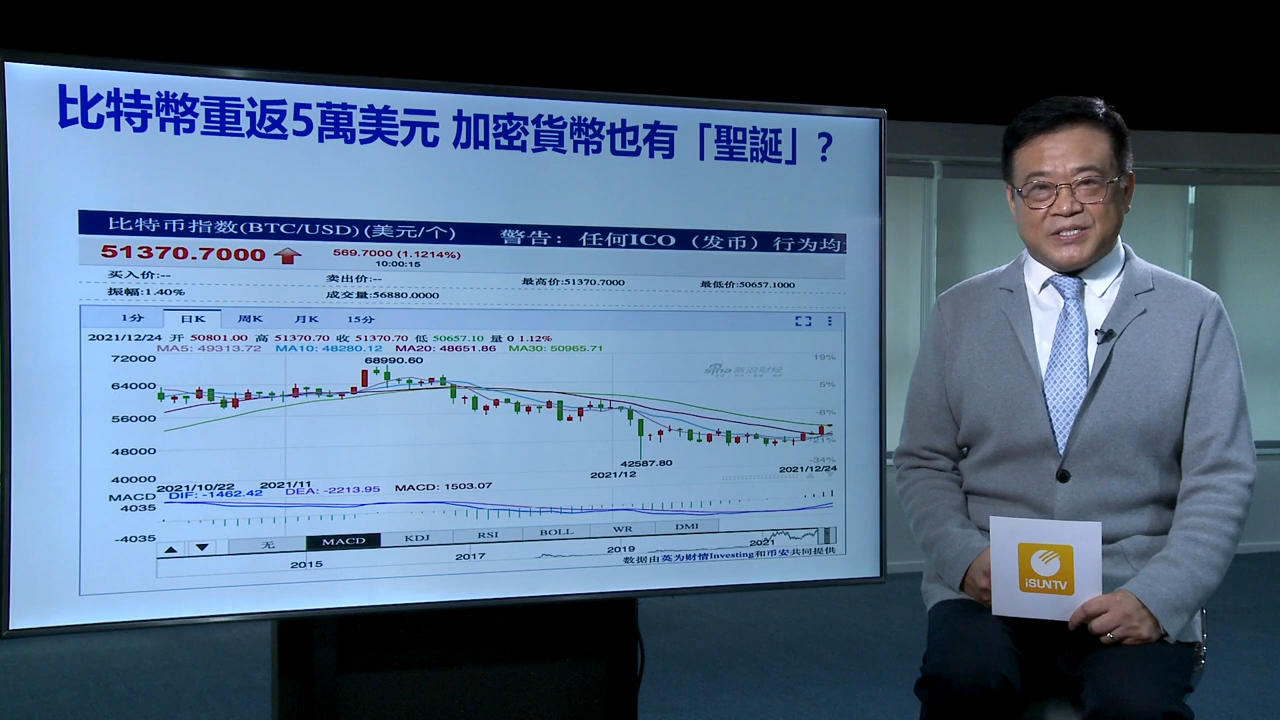 比特幣重返5萬美元 加密貨幣也有「聖誕」?
比特币指数(BTC/USD)(美元/个) 警告：任何ICO（发币）行为均
51370.7000 569.7000 (1.1214%)
10:00:15
买入价:-- 卖出价:-- 最高价:51370.7000 最低价:50657.1000
振幅:1.40% 成交量:56880.0000
1分 日K 周K 月K 15分
2021/12/24 开 50801.00 高 51370.70 收 51370.70 低 50657.10 量 0 1.12%
MA5: 49313.72 MA10: 48280.12 MA20: 48651.86 MA30: 50965.71
72000 68990.60 19%
sina 新浪财经
64000 5%
56000 -8%
48000 -21%
42587.80 -34%
40000 2021/10/22 2021/11 2021/12 2021/12/24
MACD DIF: -1462.42 DEA: -2213.95 MACD: 1503.07
4035
-4035
无 MACD KDJ RSI BOLL WR DMI
2015 2017 2019 2021
数据由英为财情Investing和币安共同提供
iSUNTV